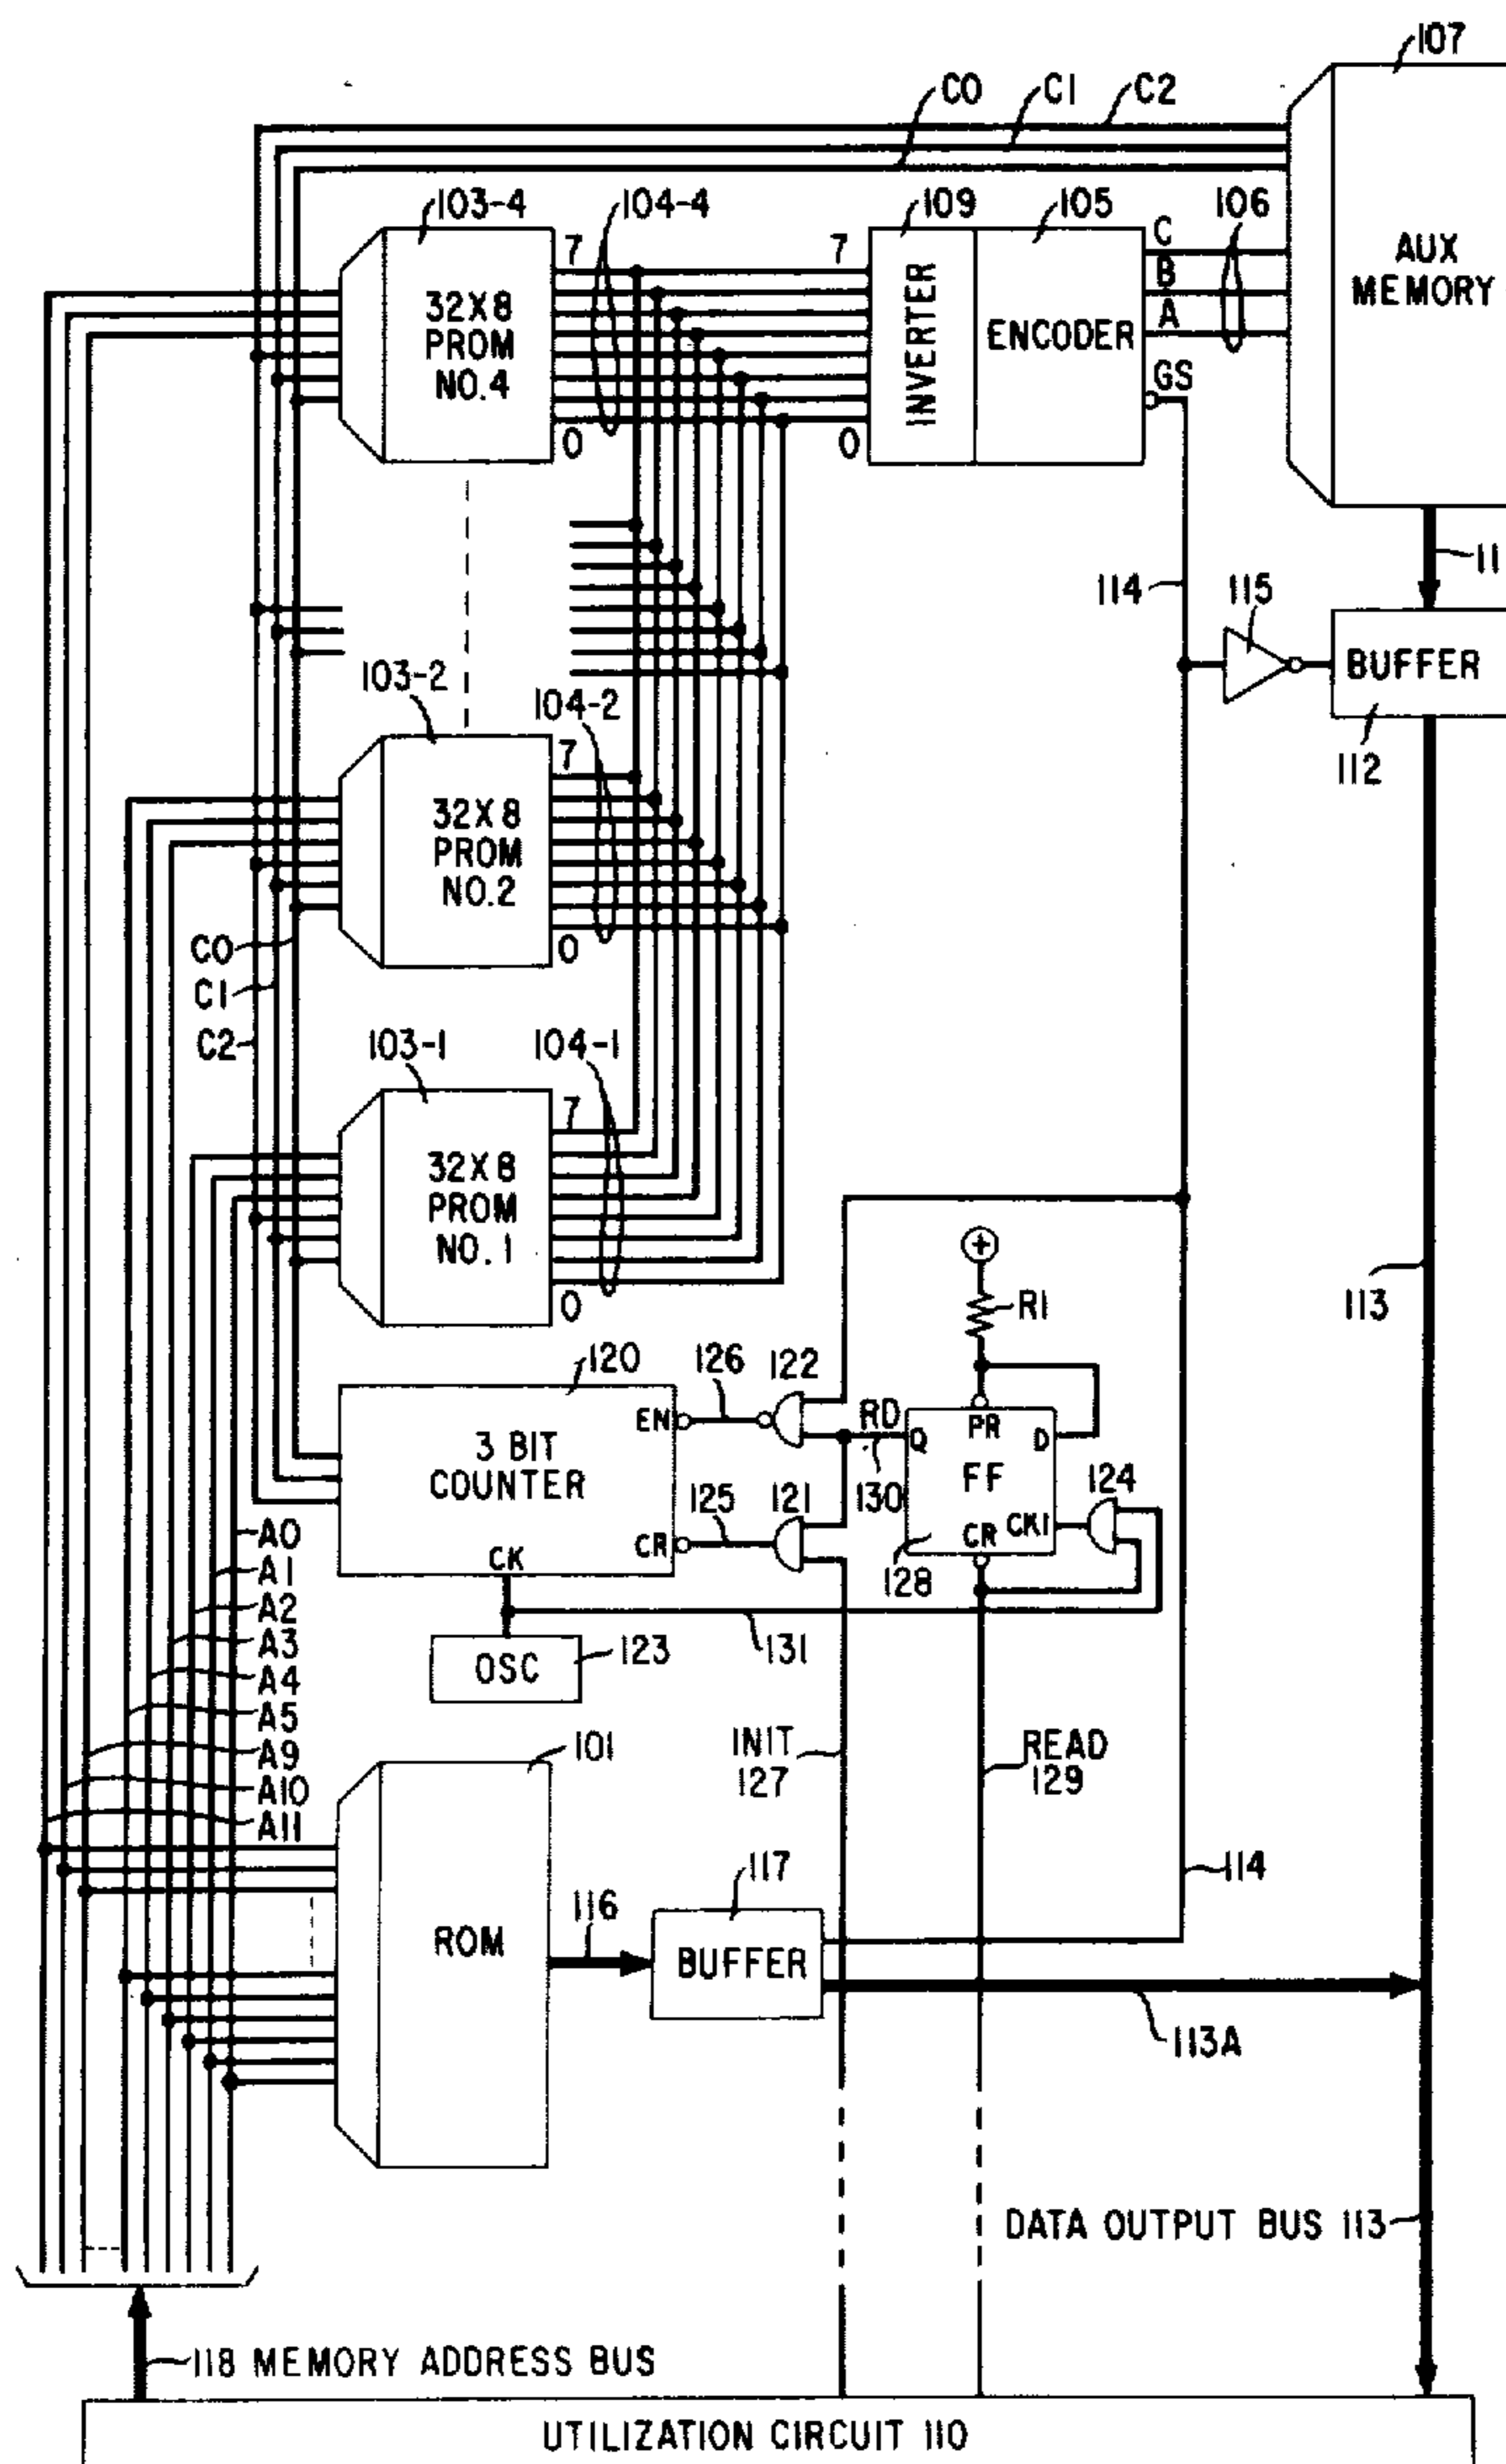 107
C0 C1 C2
103-4 104-4 109 105 106
7 7 C
B
A
32X8
PROM
NO.4
INVERTER
ENCODER
AUX
MEMORY
GS
0 0
11
114 115
103-2
BUFFER
104-2
7
112
32X8
PROM
NO.2
C0
0
C1
C2
103-1 104-1
7
32X8
PROM
NO. 1
0
R1
113
120 126 122
EN
RD
Q PR D
3 BIT
COUNTER
FF
124
125 121 130
CR
CR CK1
CK
128
A0
A1
A2
A3
A4
A5
A9
A10
A11
131
OSC
123
101
INIT
127
READ
129
117
114
116
ROM
BUFFER
113A
DATA OUTPUT BUS 113
118 MEMORY ADDRESS BUS
UTILIZATION CIRCUIT 110